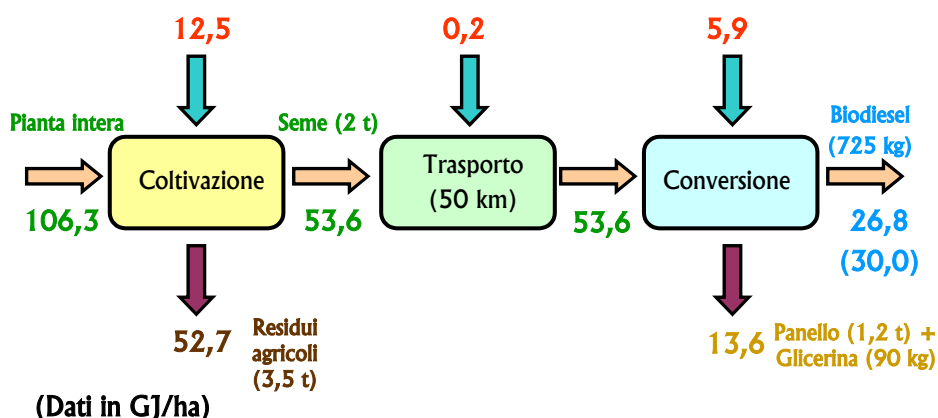 12,5
0,2
5,9
Pianta intera
Seme (2 t)
Biodiesel
(725 kg)
Coltivazione
Trasporto
(50 km)
Conversione
106,3
53,6
53,6
26,8
(30,0)
52,7
Residui
agricoli
(3,5 t)
13,6
Panello (1,2 t) +
Glicerina (90 kg)
(Dati in GJ/ha)